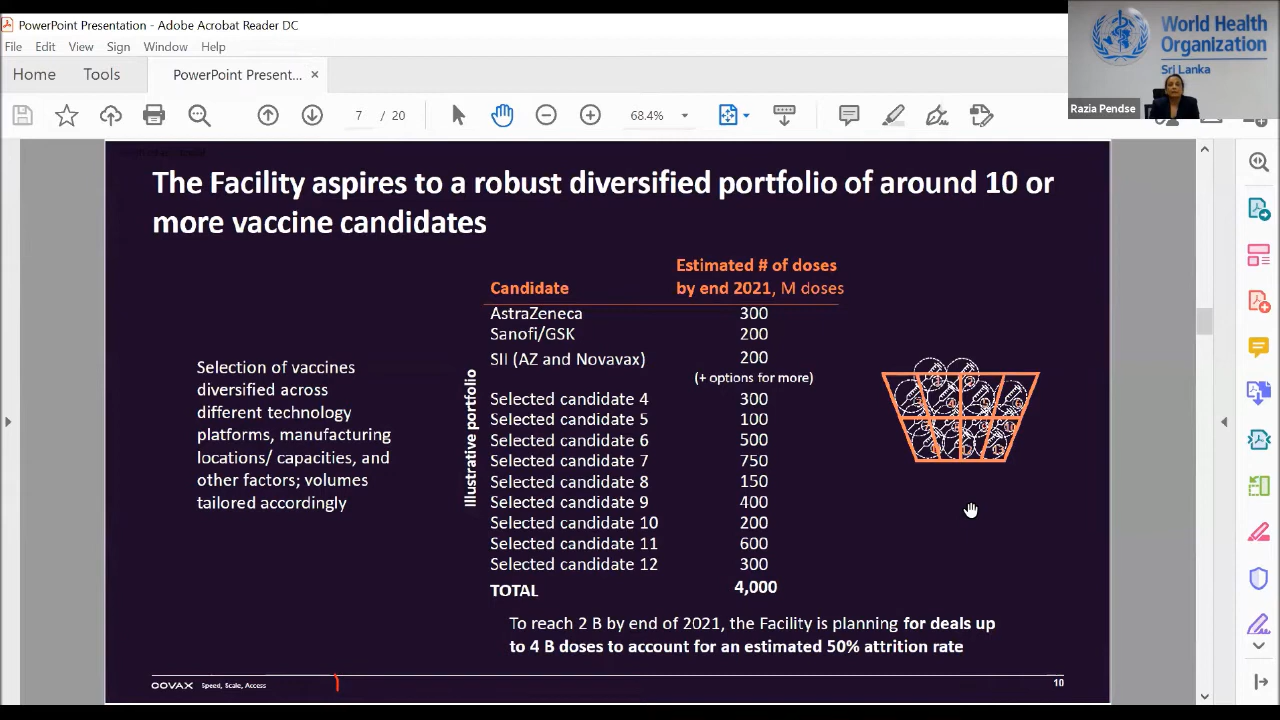 PowerPoint Presentation - Adobe Acrobat Reader DC
File Edit View Sign Window Help
Home Tools PowerPoint Present... ×
7 / 20 68.4%
World Health
Organization
Sri Lanka
Razia Pendse
The Facility aspires to a robust diversified portfolio of around 10 or
more vaccine candidates
Selection of vaccines
diversified across
different technology
platforms, manufacturing
locations/ capacities, and
other factors; volumes
tailored accordingly
Illustrative portfolio
Estimated # of doses
Candidate by end 2021, M doses
AstraZeneca 300
Sanofi/GSK 200
SII (AZ and Novavax) 200
(+ options for more)
Selected candidate 4 300
Selected candidate 5 100
Selected candidate 6 500
Selected candidate 7 750
Selected candidate 8 150
Selected candidate 9 400
Selected candidate 10 200
Selected candidate 11 600
Selected candidate 12 300
TOTAL 4,000
To reach 2 B by end of 2021, the Facility is planning for deals up
to 4 B doses to account for an estimated 50% attrition rate
COVAX Speed, Scale, Access 10